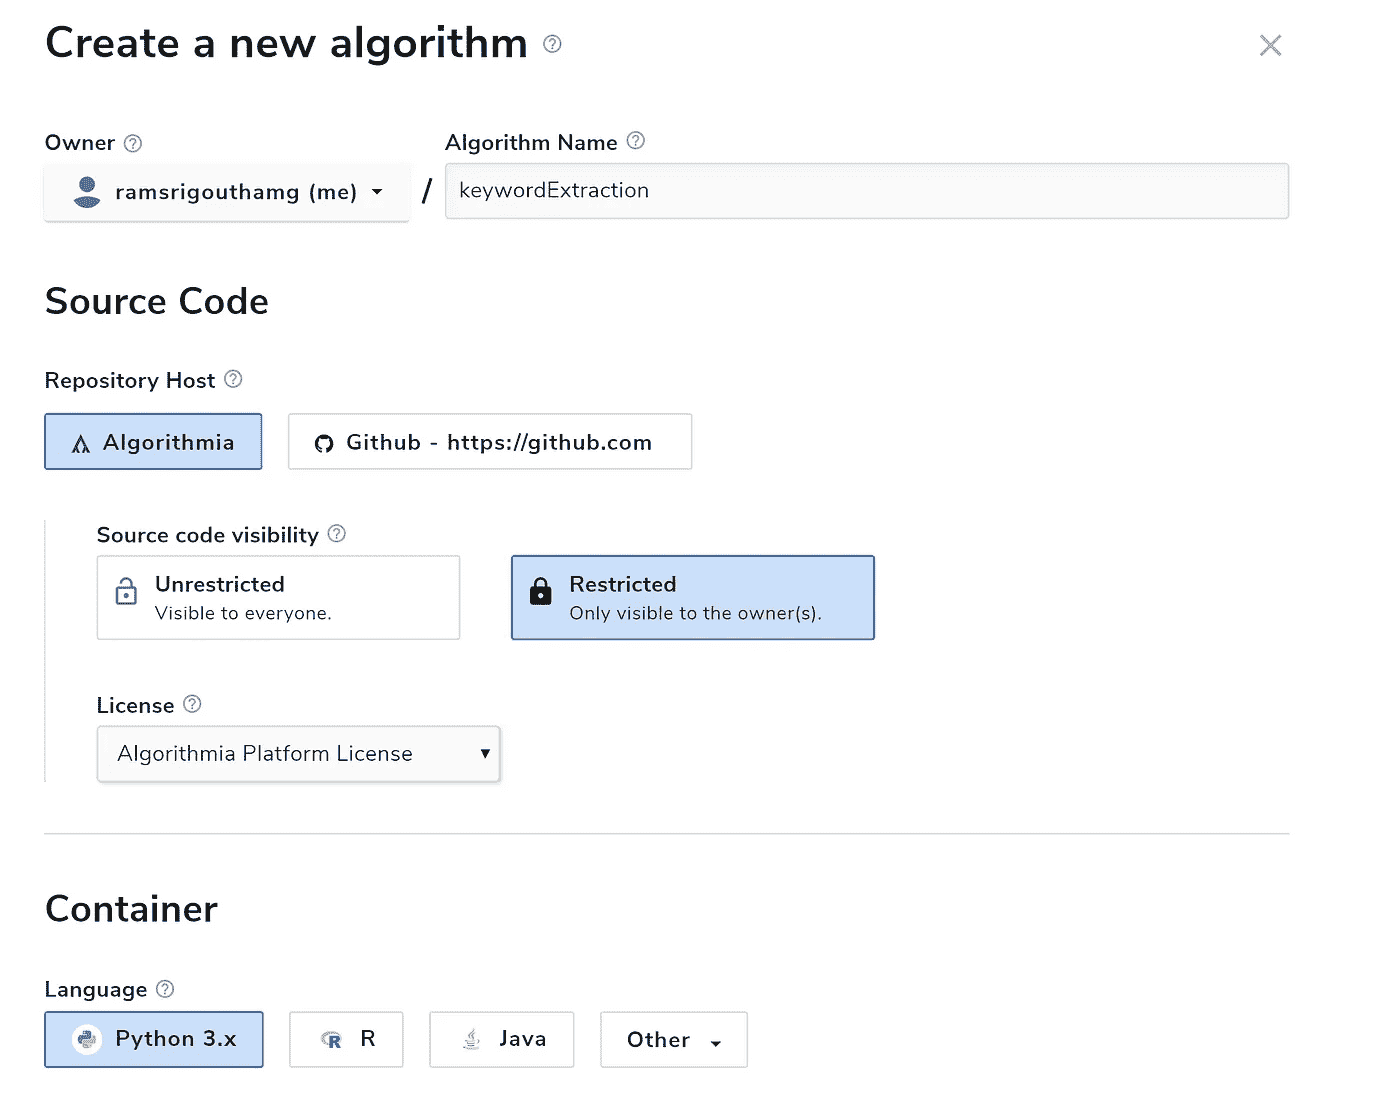 Create a new algorithm ?
Owner ? Algorithm Name ?
ramsrigouthamg (me) / keywordExtraction
Source Code
Repository Host ?
Algorithmia Github - https://github.com
Source code visibility ?
Unrestricted Restricted
Visible to everyone. Only visible to the owner(s).
License ?
Algorithmia Platform License
Container
Language ?
Python 3.x R Java Other